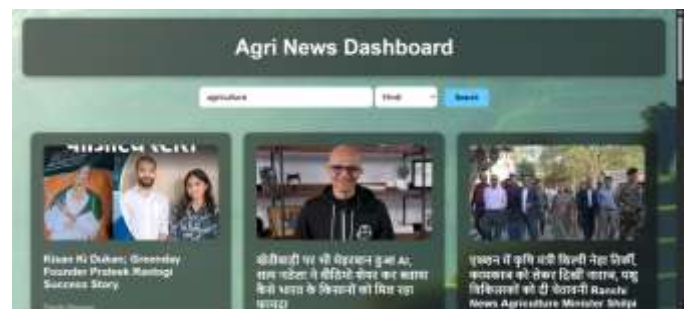 Agri News Dashboard
agriculture
Hindi
Search
Kisan Ki Dukan: Greenday
Founder Prateek Rastogi
Success Story
खेतीबाड़ी पर भी मेहरबान हुआ AI,
सत्य नडेला ने वीडियो शेयर कर बताया
कैसे भारत के किसानों को मिल रहा
फायदा
एक्शन में कृषि मंत्री शिल्पी नेहा तिर्की,
कामकाज को लेकर दिखीं नाराज, पशु
चिकित्सकों को दी चेतावनी Ranchi
News Agriculture Minister Shilpi